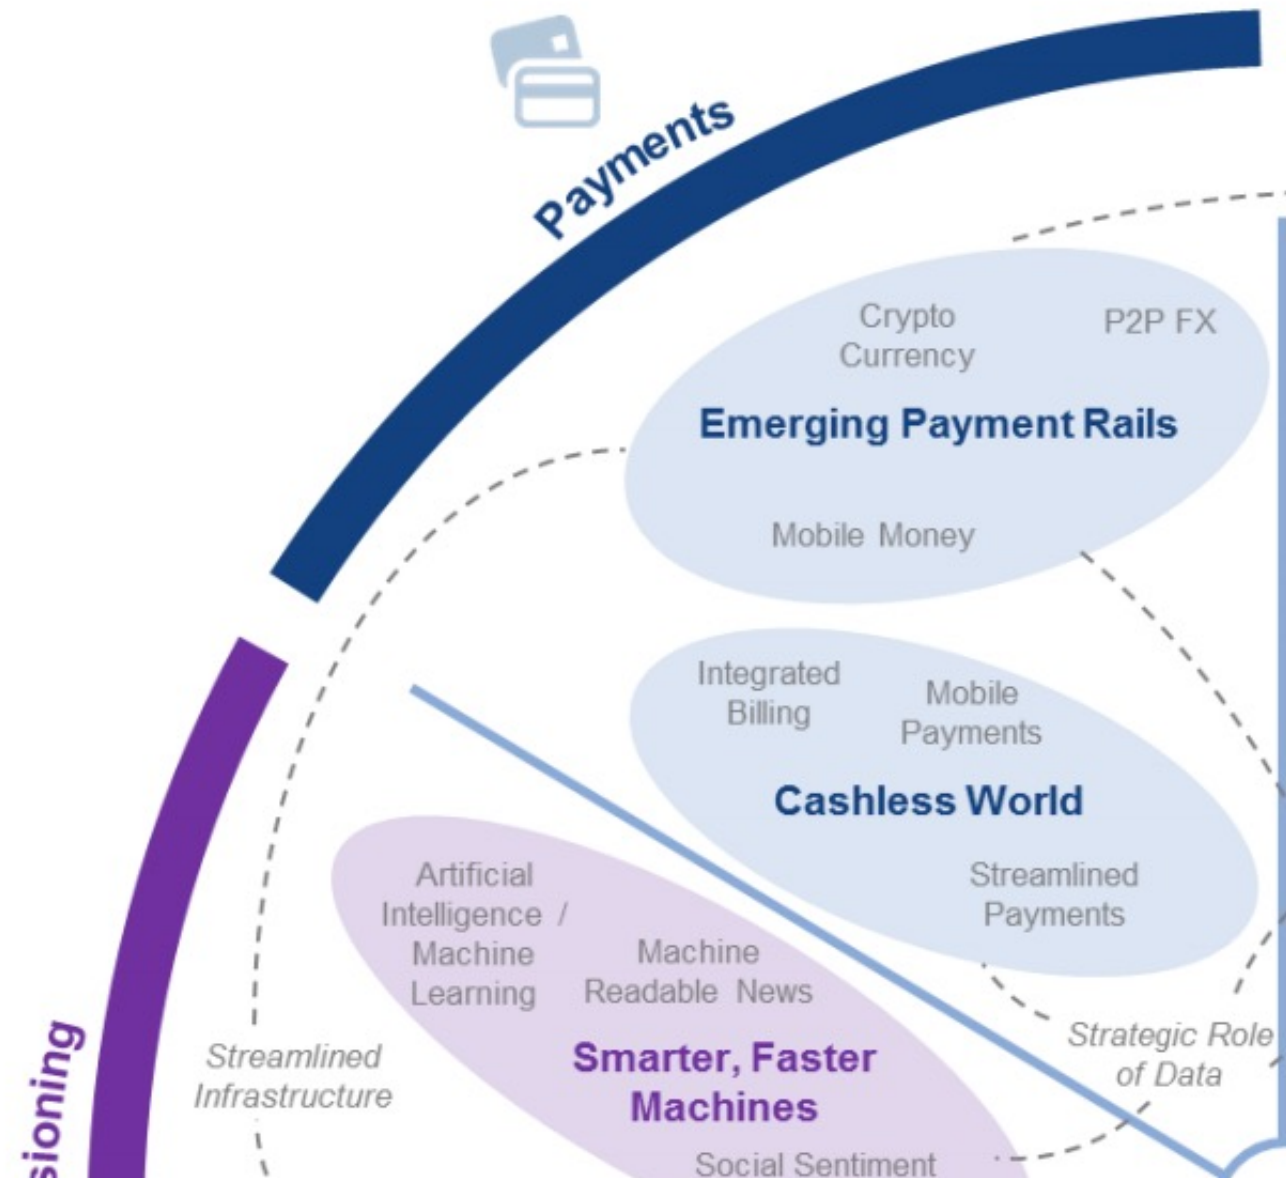 Payments
Crypto
Currency
P2P FX
Emerging Payment Rails
Mobile Money
Integrated
Billing
Mobile
Payments
Cashless World
Streamlined
Payments
Artificial
Intelligence /
Machine
Learning
Machine
Readable News
Smarter, Faster
Machines
Social Sentiment
Streamlined
Infrastructure
Strategic Role
of Data
sioning